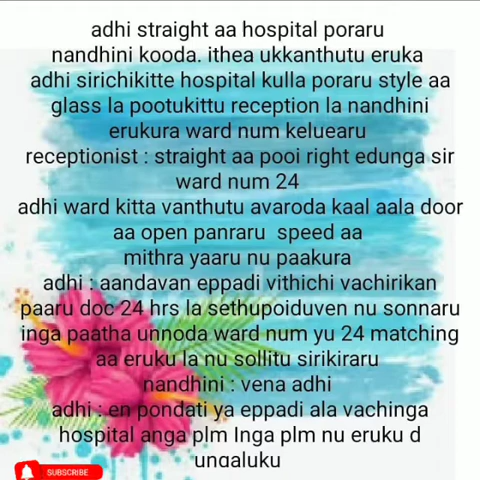 adhi straight aa hospital poraru
nandhini kooda. ithea ukkanthutu eruka
adhi sirichikitte hospital kulla poraru style aa
glass la pootukittu reception la nandhini
erukura ward num keluearu
receptionist : straight aa pooi right edunga sir
ward num 24
adhi ward kitta vanthutu avaroda kaal aala door
aa open panraru speed aa
mithra yaaru nu paakura
adhi : aandavan eppadi vithichi vachirikan
paaru doc 24 hrs la sethupoiduven nu sonnaru
inga paatha unnoda ward num yu 24 matching
aa eruku la nu sollitu sirikiraru
nandhini : vena adhi
adhi : en pondati ya eppadi ala vachinga
hospital anga plm Inga plm nu eruku d
ungaluku
SUBSCRIBE